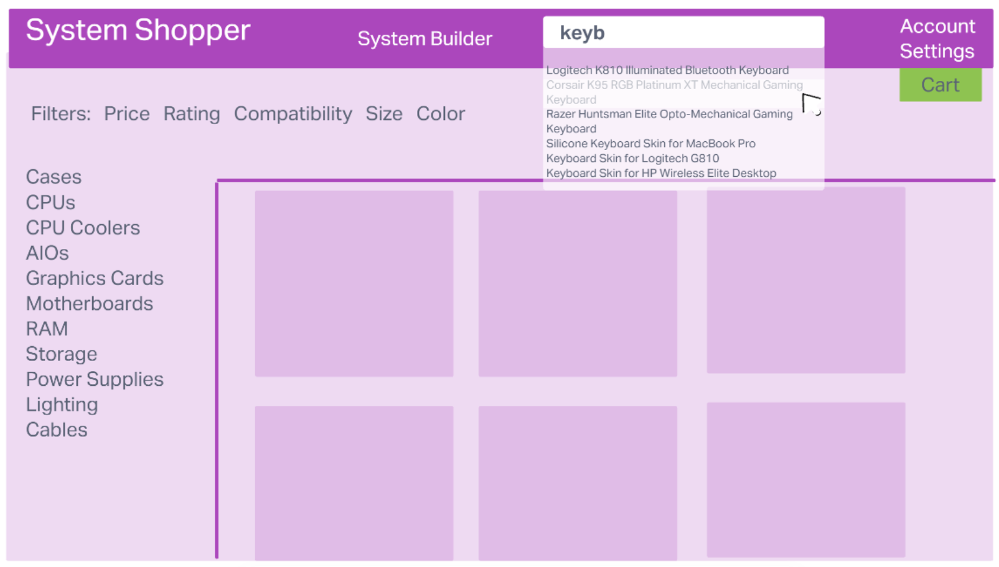 System Shopper
System Builder
keyb
Account
Settings
Cart
Logitech K810 Illuminated Bluetooth Keyboard
Corsair K95 RGB Platinum XT Mechanical Gaming
Keyboard
Razer Huntsman Elite Opto-Mechanical Gaming
Keyboard
Silicone Keyboard Skin for MacBook Pro
Keyboard Skin for Logitech G810
Keyboard Skin for HP Wireless Elite Desktop
Filters: Price Rating Compatibility Size Color
Cases
CPUs
CPU Coolers
AIOs
Graphics Cards
Motherboards
RAM
Storage
Power Supplies
Lighting
Cables